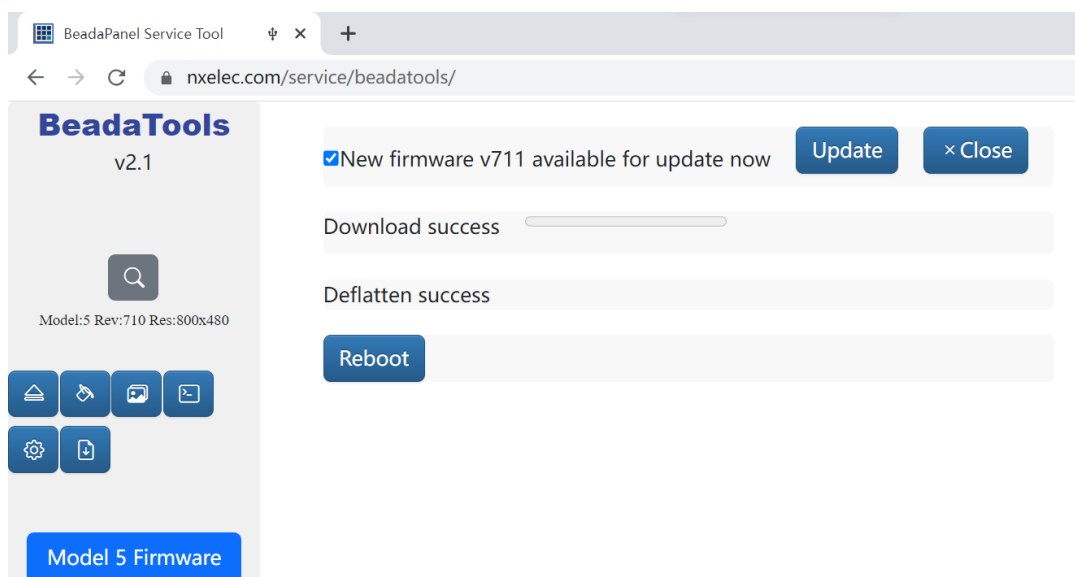 BeadaPanel Service Tool
nxelec.com/service/beadatools/
BeadaTools
v2.1
Model:5 Rev:710 Res:800x480
Model 5 Firmware
New firmware v711 available for update now
Update
× Close
Download success
Deflatten success
Reboot